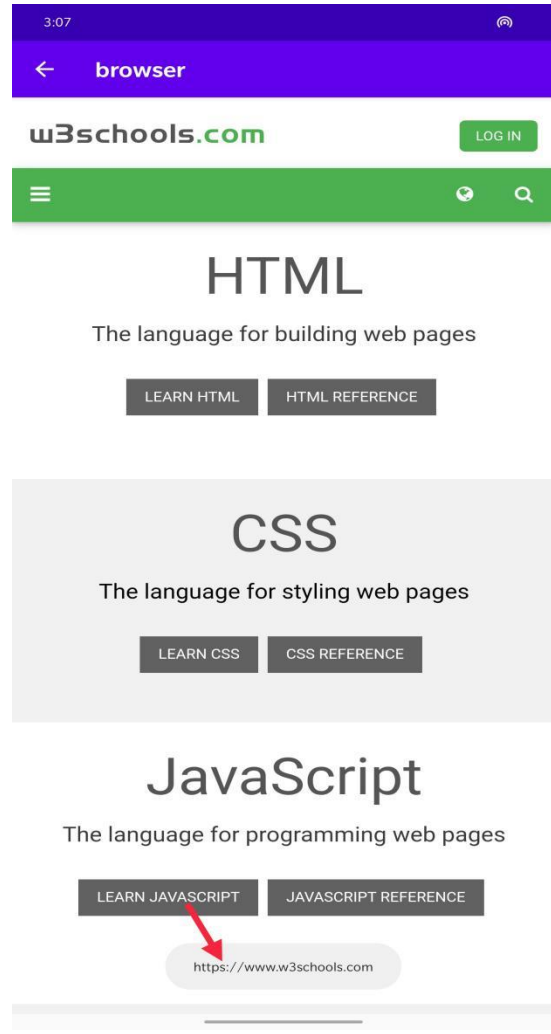 3:07
browser
w3schools.com
LOG IN
HTML
The language for building web pages
LEARN HTML HTML REFERENCE
CSS
The language for styling web pages
LEARN CSS CSS REFERENCE
JavaScript
The language for programming web pages
LEARN JAVASCRIPT JAVASCRIPT REFERENCE
https://www.w3schools.com